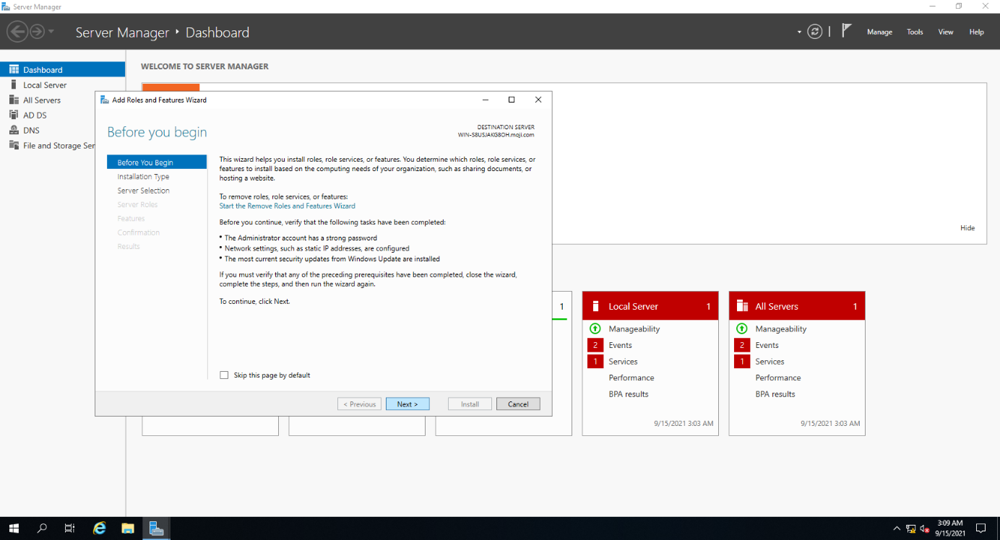 Server Manager
Server Manager ‣ Dashboard
Manage
Tools
View
Help
Dashboard
Local Server
All Servers
AD DS
DNS
File and Storage Ser
WELCOME TO SERVER MANAGER
Hide
Add Roles and Features Wizard
Before you begin
DESTINATION SERVER
Before You Begin
Installation Type
Server Selection
Server Roles
Features
Confirmation
Results
This wizard helps you install roles, role services, or features. You determine which roles, role services, or
features to install based on the computing needs of your organization, such as sharing documents, or
hosting a website.
To remove roles, role services, or features:
Start the Remove Roles and Features Wizard
Before you continue, verify that the following tasks have been completed:
• The Administrator account has a strong password
• Network settings, such as static IP addresses, are configured
• The most current security updates from Windows Update are installed
If you must verify that any of the preceding prerequisites have been completed, close the wizard,
complete the steps, and then run the wizard again.
To continue, click Next.
Skip this page by default
< Previous
Next >
Install
Cancel
1
Local Server 1
Manageability
2 Events
1 Services
Performance
BPA results
9/15/2021 3:03 AM
All Servers 1
Manageability
2 Events
1 Services
Performance
BPA results
9/15/2021 3:03 AM
3:09 AM
9/15/2021